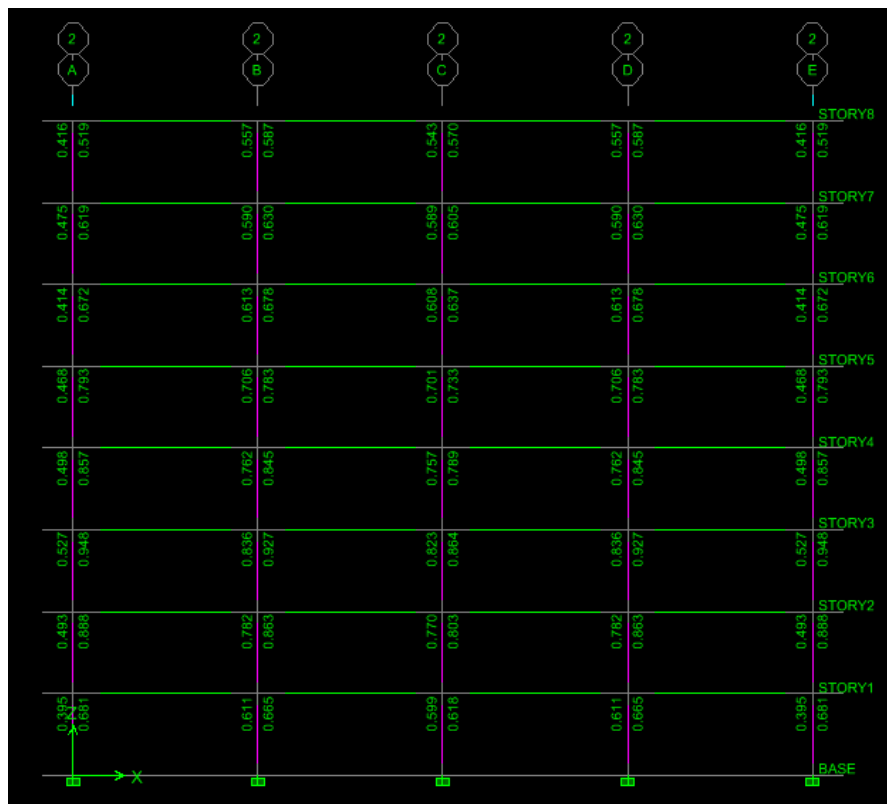 2 2 2 2 2
A B C D E
STORY8
0.416 0.519 0.557 0.587 0.543 0.570 0.557 0.587 0.416 0.519
STORY7
0.475 0.619 0.590 0.630 0.589 0.605 0.590 0.630 0.475 0.619
STORY6
0.414 0.672 0.613 0.678 0.608 0.637 0.613 0.678 0.414 0.672
STORY5
0.468 0.793 0.706 0.783 0.701 0.733 0.706 0.783 0.468 0.793
STORY4
0.498 0.857 0.762 0.845 0.757 0.789 0.762 0.845 0.498 0.857
STORY3
0.527 0.948 0.836 0.927 0.823 0.864 0.836 0.927 0.527 0.948
STORY2
0.493 0.888 0.782 0.863 0.770 0.803 0.782 0.863 0.493 0.888
STORY1
0.395 0.681 0.611 0.665 0.599 0.618 0.611 0.665 0.395 0.681
Z
BASE
X